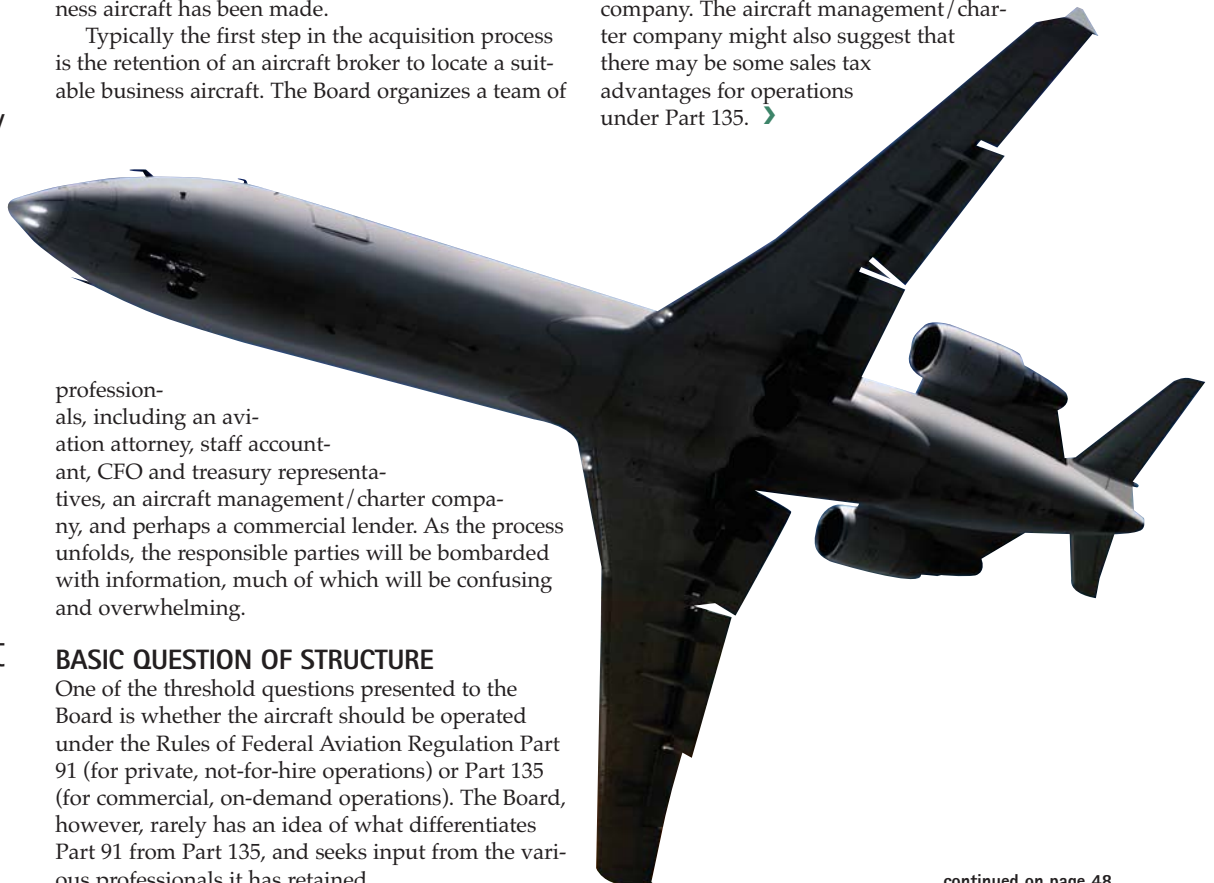 ness aircraft has been made.
Typically the first step in the acquisition process
is the retention of an aircraft broker to locate a suit-
able business aircraft. The Board organizes a team of
profession-
als, including an avi-
ation attorney, staff account-
ant, CFO and treasury representa-
tives, an aircraft management/charter compa-
ny, and perhaps a commercial lender. As the process
unfolds, the responsible parties will be bombarded
with information, much of which will be confusing
and overwhelming.
BASIC QUESTION OF STRUCTURE
One of the threshold questions presented to the
Board is whether the aircraft should be operated
under the Rules of Federal Aviation Regulation Part
91 (for private, not-for-hire operations) or Part 135
(for commercial, on-demand operations). The Board,
however, rarely has an idea of what differentiates
Part 91 from Part 135, and seeks input from the vari-
ous professionals it has retained.
company. The aircraft management/char-
ter company might also suggest that
there may be some sales tax
advantages for operations
under Part 135. ❯
continued on page 48